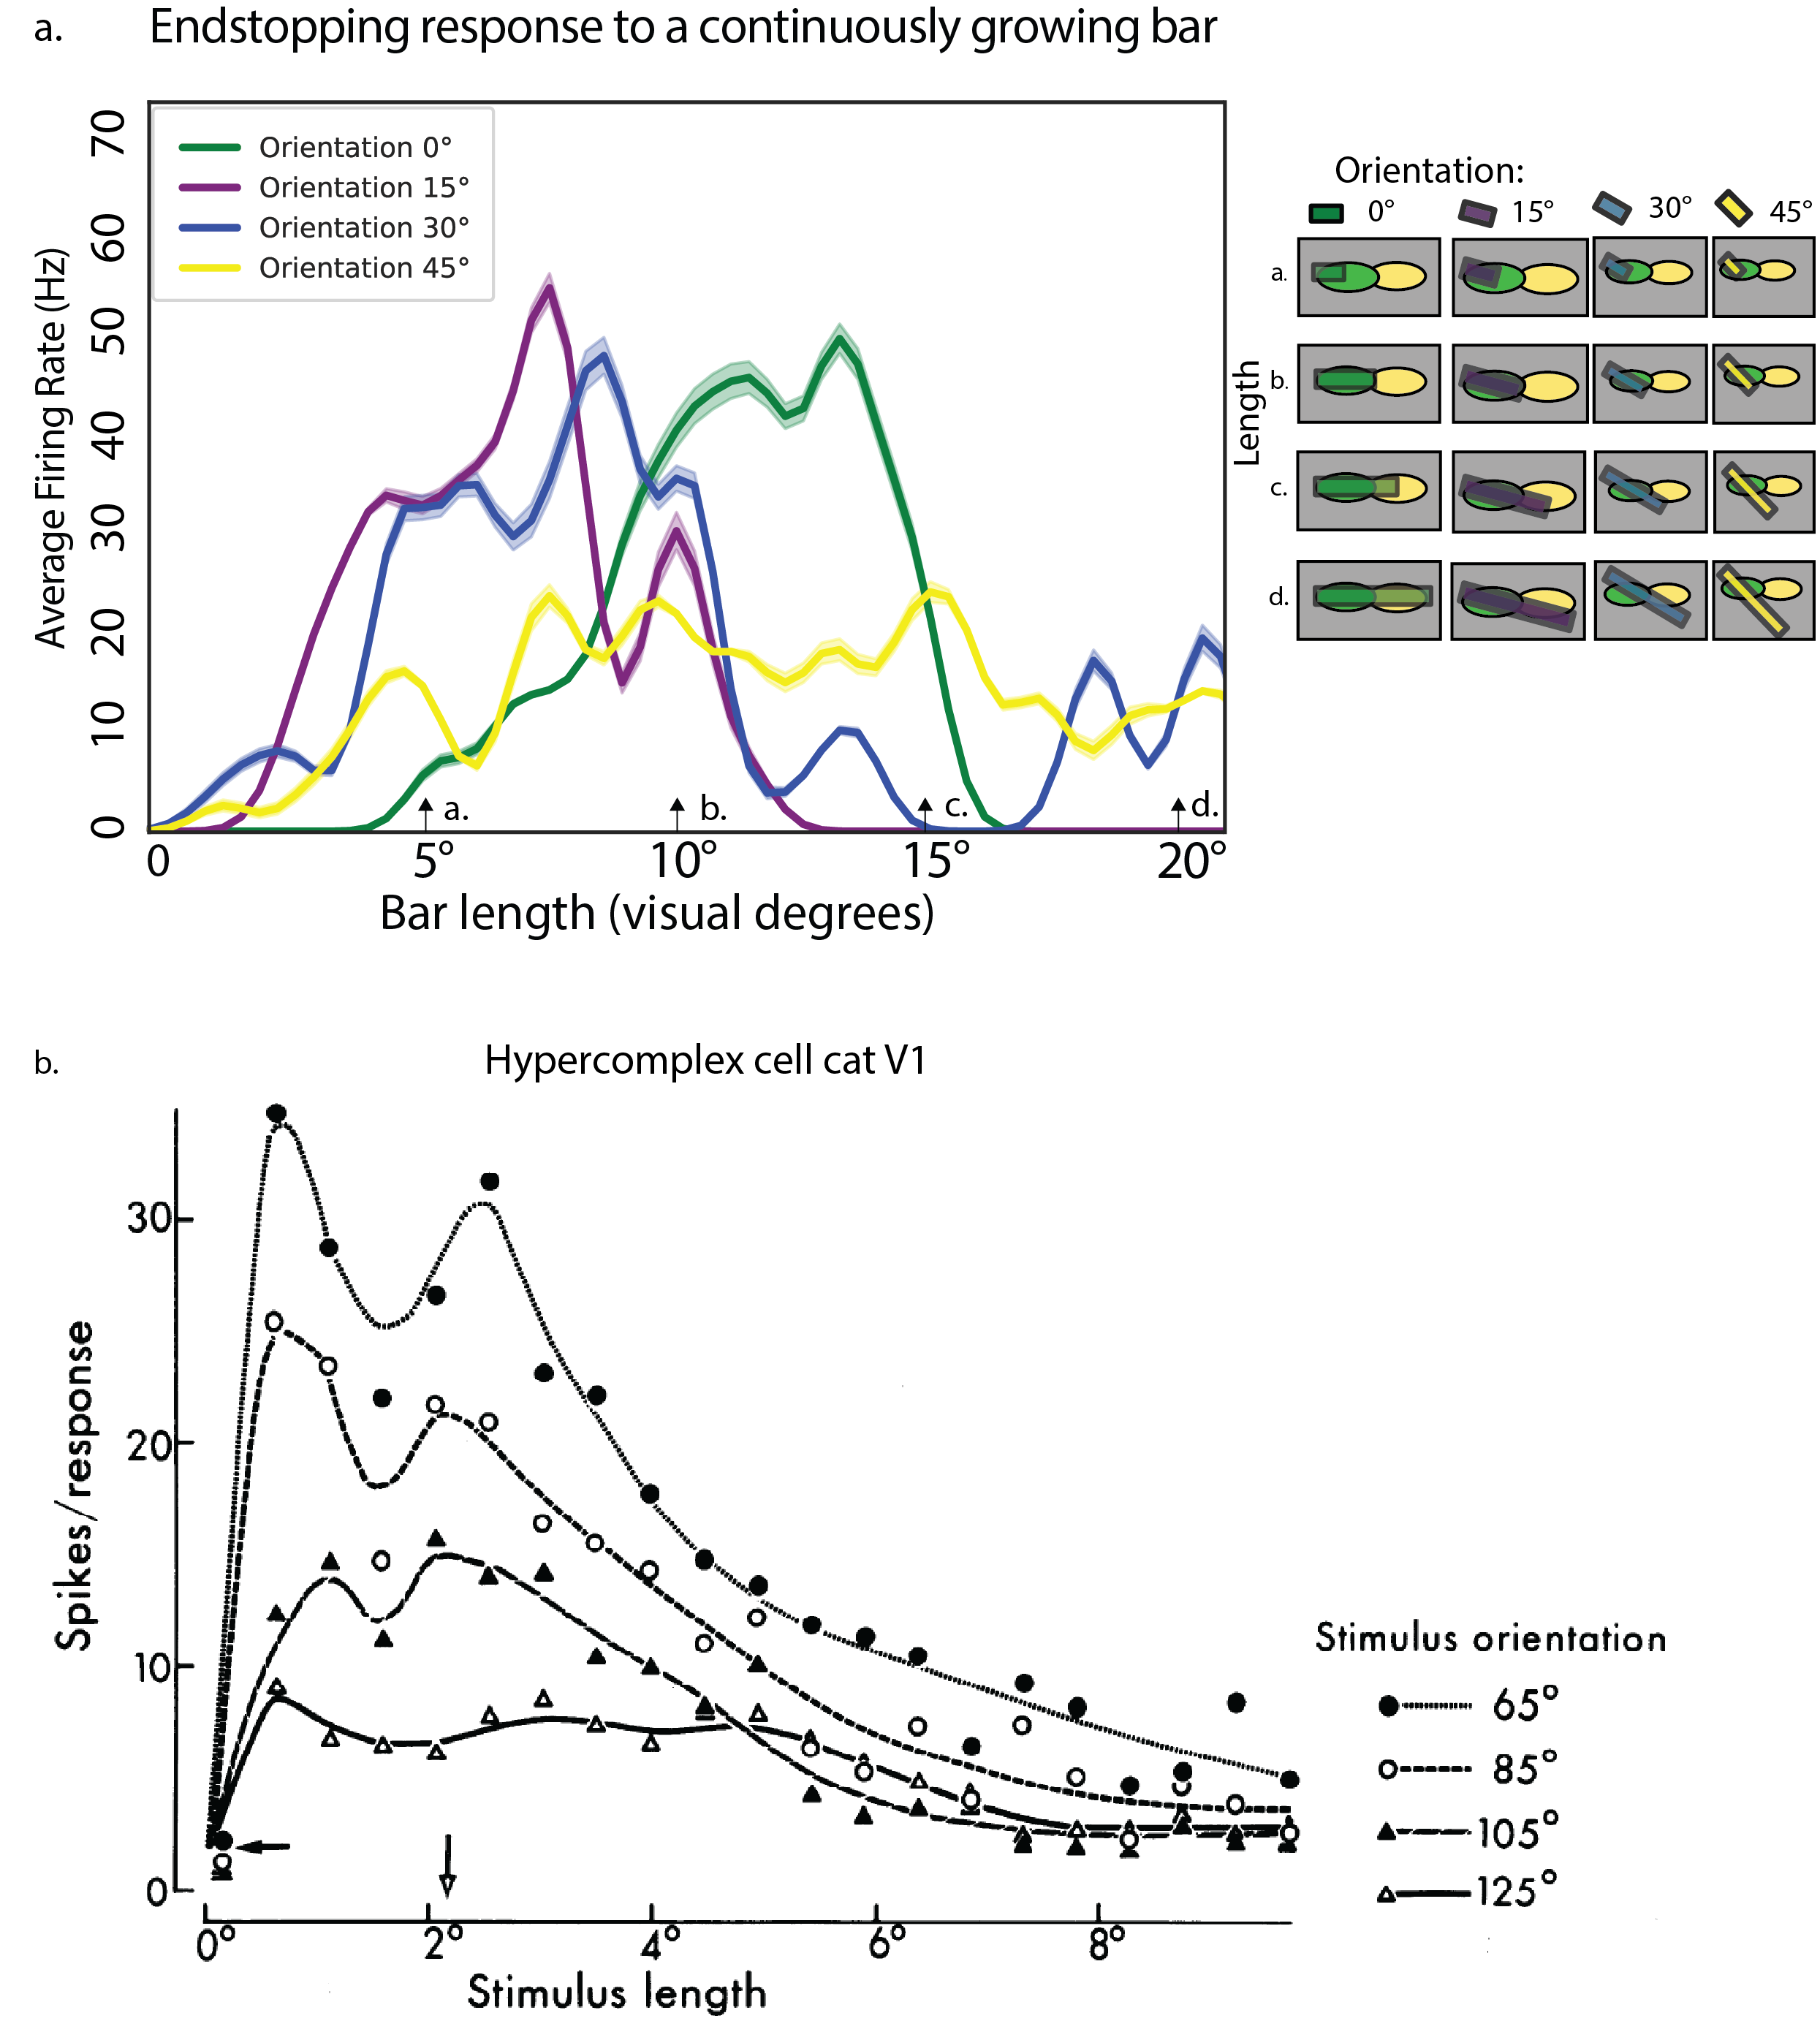 a. Endstopping response to a continuously growing bar
Average Firing Rate (Hz)
70
60
50
40
30
20
10
0
Orientation 0°
Orientation 15°
Orientation 30°
Orientation 45°
a.
b.
c.
d.
0 5° 10° 15° 20°
Bar length (visual degrees)
Orientation:
0° 15° 30° 45°
Length
a.
b.
c.
d.
b. Hypercomplex cell cat V1
Spikes/response
30
20
10
0
0° 2° 4° 6° 8°
Stimulus length
Stimulus orientation
65°
85°
105°
125°